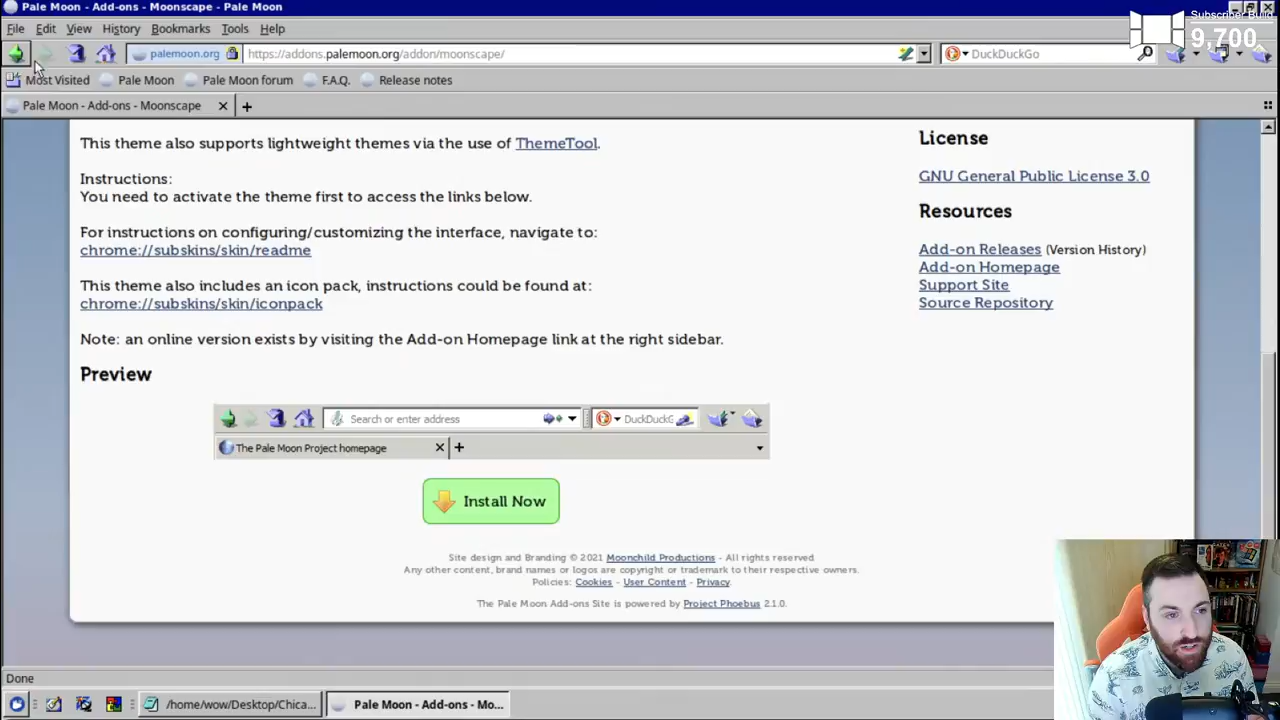 Pale Moon - Add-ons - Moonscape - Pale Moon
Subscriber Build
9,700
File Edit View History Bookmarks Tools Help
palemoon.org https://addons.palemoon.org/addon/moonscape/ DuckDuckGo
Most Visited Pale Moon Pale Moon forum F.A.Q. Release notes
Pale Moon - Add-ons - Moonscape
This theme also supports lightweight themes via the use of ThemeTool.
Instructions:
You need to activate the theme first to access the links below.
For instructions on configuring/customizing the interface, navigate to:
chrome://subskins/skin/readme
This theme also includes an icon pack, instructions could be found at:
chrome://subskins/skin/iconpack
Note: an online version exists by visiting the Add-on Homepage link at the right sidebar.
Preview
Search or enter address DuckDuckG
The Pale Moon Project homepage
Install Now
License
GNU General Public License 3.0
Resources
Add-on Releases (Version History)
Add-on Homepage
Support Site
Source Repository
Site design and Branding © 2021 Moonchild Productions - All rights reserved
Any other content, brand names or logos are copyright or trademark to their respective owners.
Policies: Cookies - User Content - Privacy.
The Pale Moon Add-ons Site is powered by Project Phoebus 2.1.0.
Done
/home/wow/Desktop/Chica... Pale Moon - Add-ons - Mo...